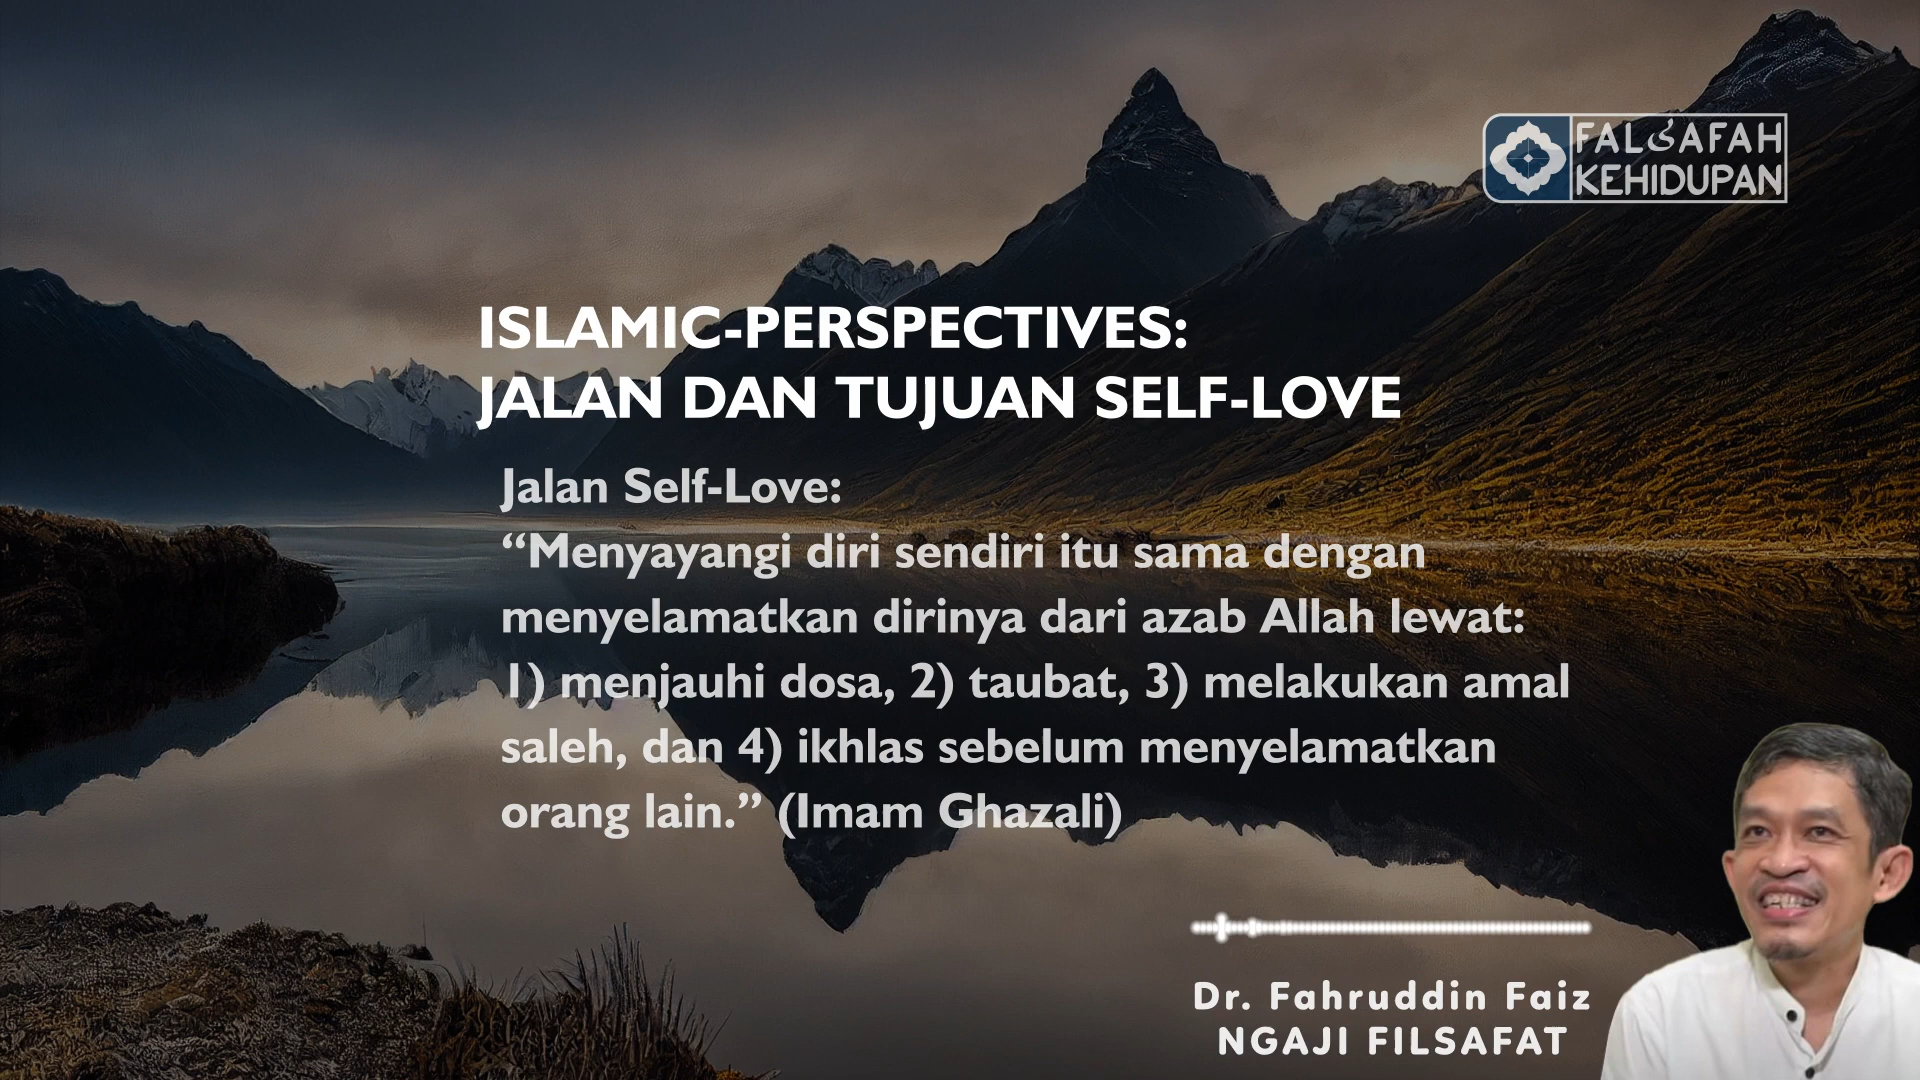 FALSAFAH
KEHIDUPAN
ISLAMIC-PERSPECTIVES:
JALAN DAN TUJUAN SELF-LOVE
Jalan Self-Love:
“Menyayangi diri sendiri itu sama dengan
menyelamatkan dirinya dari azab Allah lewat:
1) menjauhi dosa, 2) taubat, 3) melakukan amal
saleh, dan 4) ikhlas sebelum menyelamatkan
orang lain.” (Imam Ghazali)
Dr. Fahruddin Faiz
NGAJI FILSAFAT